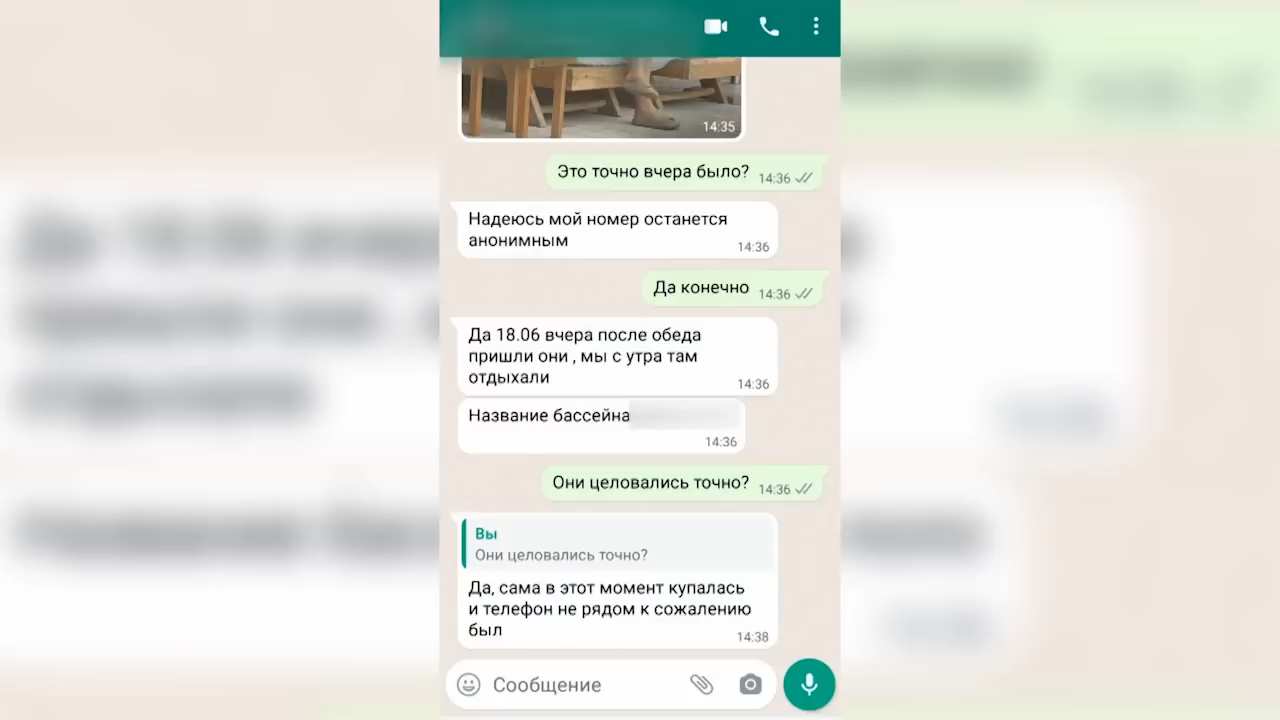 14:35
Это точно вчера было? 14:36
Надеюсь мой номер останется
анонимным 14:36
Да конечно 14:36
Да 18.06 вчера после обеда
пришли они , мы с утра там
отдыхали 14:36
Название бассейна
14:36
Они целовались точно? 14:36
Вы
Они целовались точно?
Да, сама в этот момент купалась
и телефон не рядом к сожалению
был 14:38
Сообщение